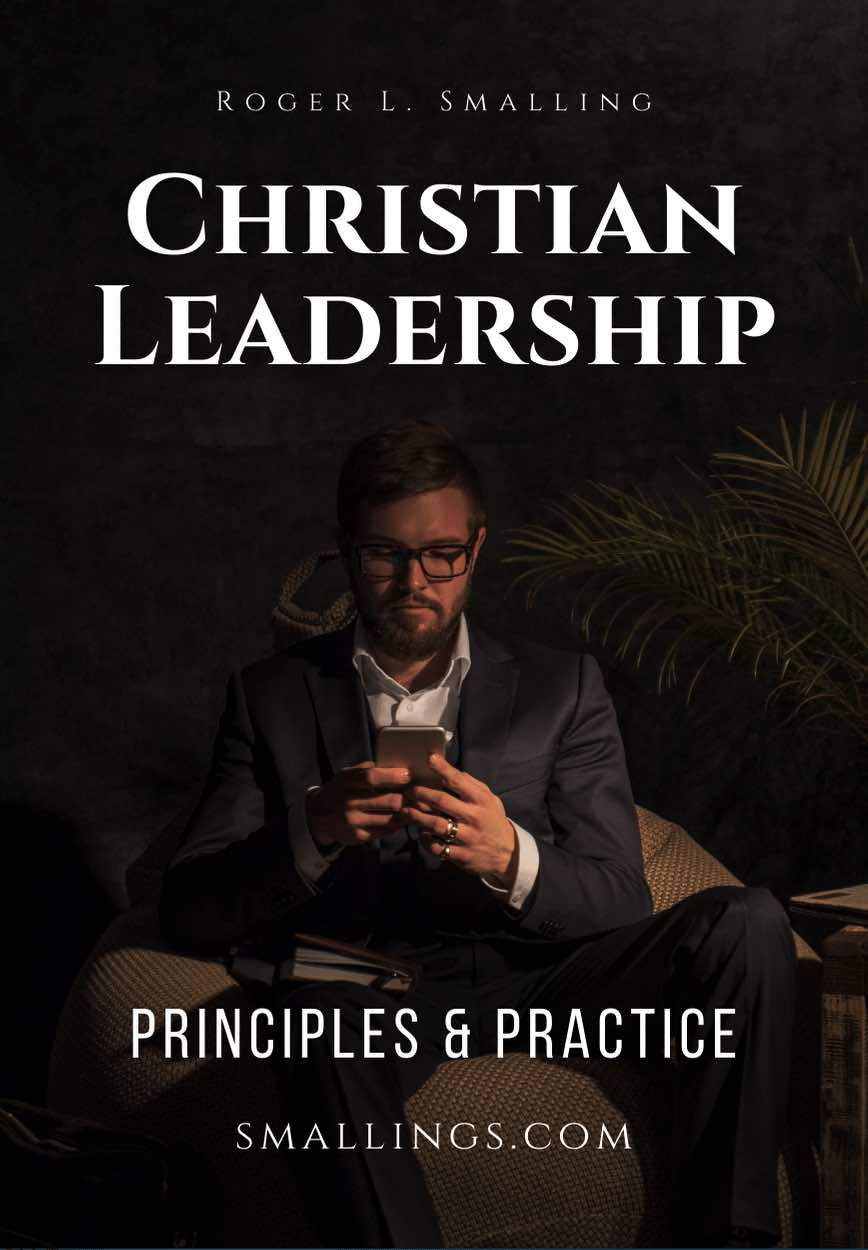 Roger L. Smalling
Christian
Leadership
PRINCIPLES & PRACTICE
SMALLINGS.COM